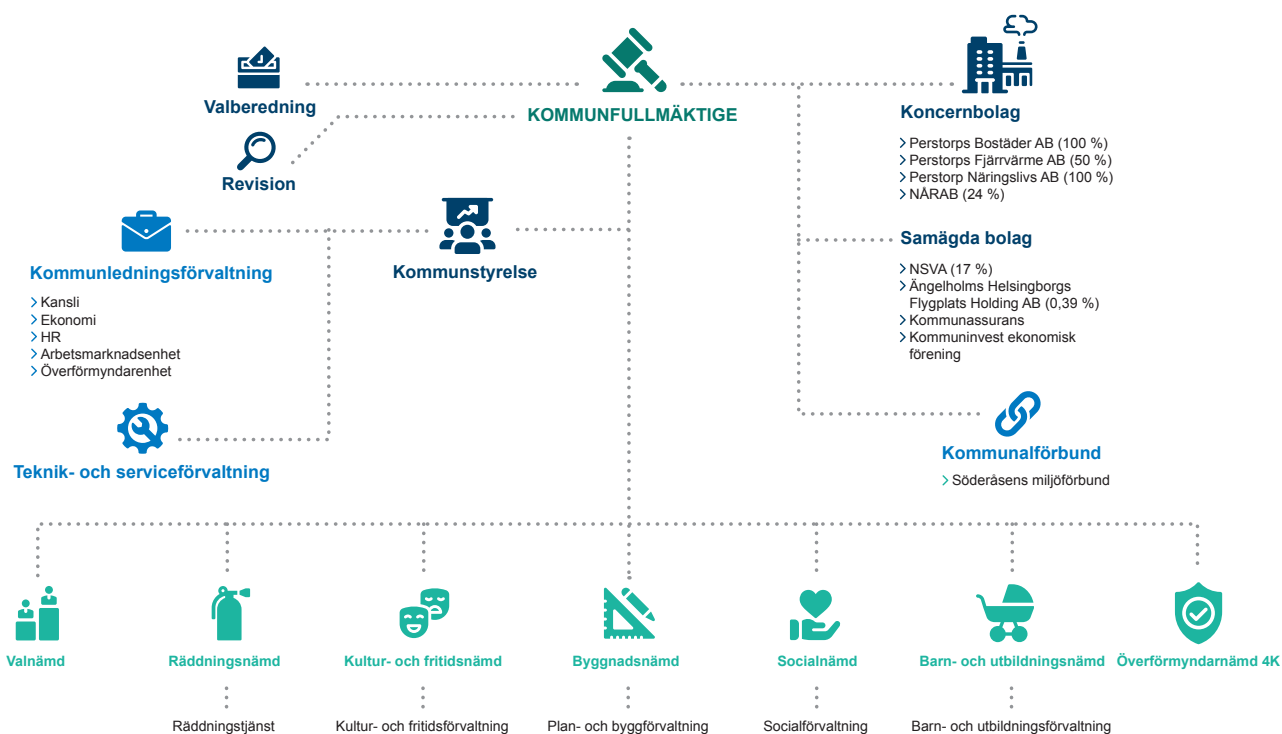 Valberedning
KOMMUNFULLMÄKTIGE
Revision
Koncernbolag
Perstorps Bostäder AB (100 %)
Perstorps Fjärrvärme AB (50 %)
Perstorp Näringslivs AB (100 %)
NÅRAB (24 %)
Kommunledningsförvaltning
Kansli
Ekonomi
HR
Arbetsmarknadsenhet
Överförmyndarenhet
Kommunstyrelse
Samägda bolag
NSVA (17 %)
Ängelholms Helsingborgs
Flygplats Holding AB (0,39 %)
Kommunassurans
Kommuninvest ekonomisk
förening
Teknik- och serviceförvaltning
Kommunalförbund
Söderåsens miljöförbund
Valnämd
Räddningsnämd
Kultur- och fritidsnämd
Byggnadsnämd
Socialnämd
Barn- och utbildningsnämd
Överförmyndarnämd 4K
Räddningstjänst
Kultur- och fritidsförvaltning
Plan- och byggförvaltning
Socialförvaltning
Barn- och utbildningsförvaltning